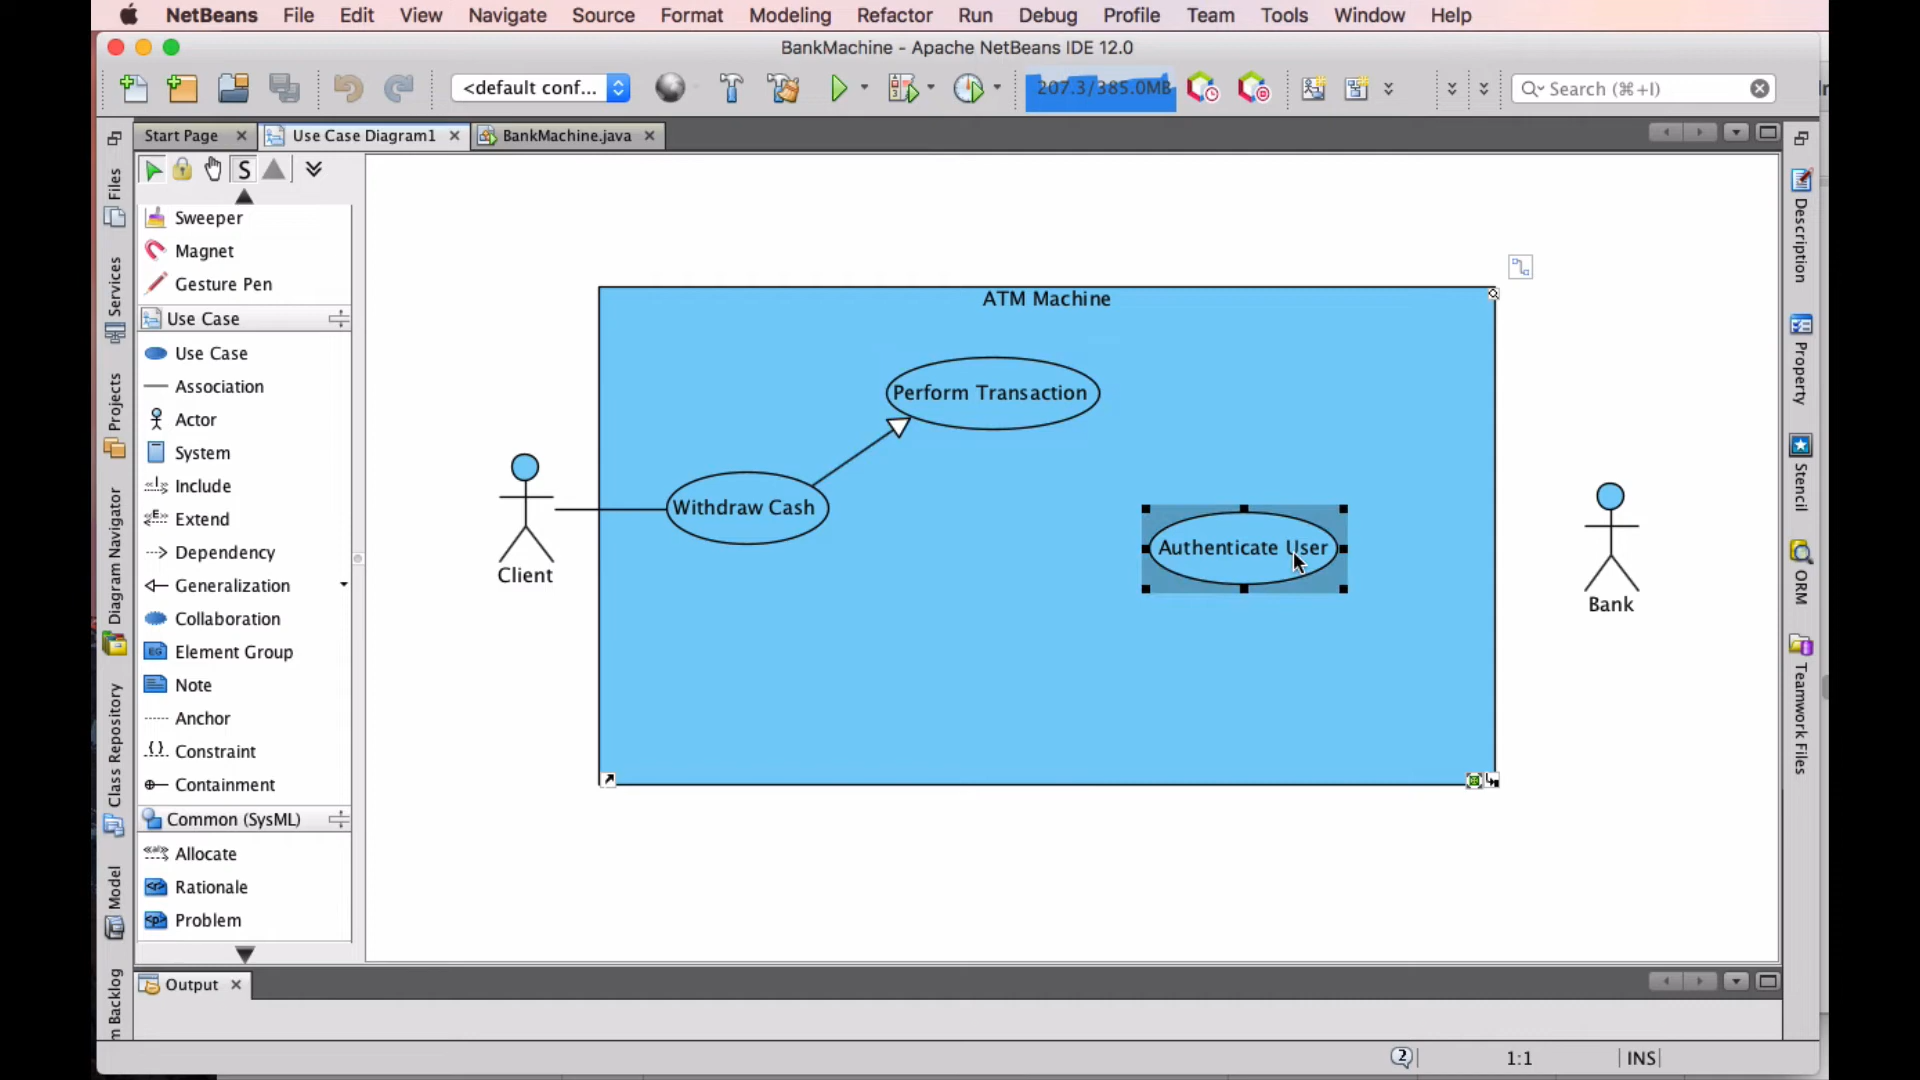 NetBeans File Edit View Navigate Source Format Modeling Refactor Run Debug Profile Team Tools Window Help
BankMachine - Apache NetBeans IDE 12.0
<default conf... 207.3/385.0MB Search (⌘+I)
Start Page Use Case Diagram1 BankMachine.java
S
Files
Services
Projects
Diagram Navigator
Class Repository
Model
m Backlog
Sweeper
Magnet
Gesture Pen
Use Case
Use Case
Association
Actor
System
Include
Extend
Dependency
Generalization
Collaboration
Element Group
Note
Anchor
Constraint
Containment
Common (SysML)
Allocate
Rationale
Problem
ATM Machine
Perform Transaction
Withdraw Cash
Authenticate User
Client
Bank
Description
Property
Stencil
ORM
Teamwork Files
Output
2 1:1 INS